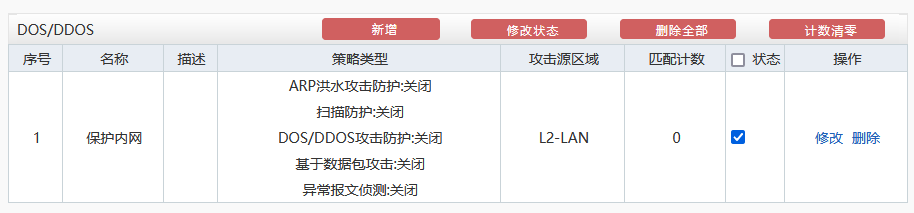 DOS/DDOS 新增 修改状态 删除全部 计数清零
序号 名称 描述 策略类型 攻击源区域 匹配计数 状态 操作
ARP洪水攻击防护:关闭
扫描防护:关闭
1 保护内网 DOS/DDOS攻击防护:关闭 L2-LAN 0 修改 删除
基于数据包攻击:关闭
异常报文侦测:关闭